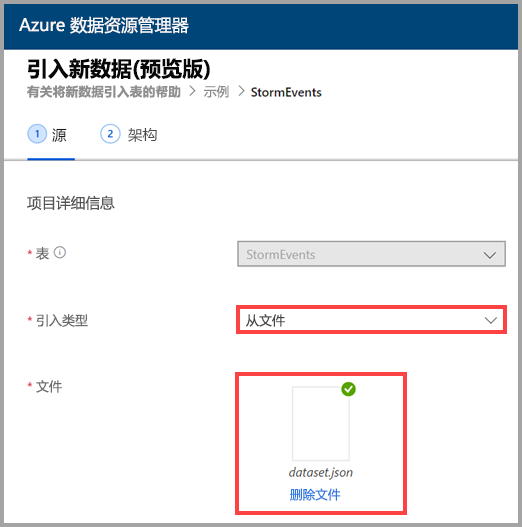 Azure 数据资源管理器
引入新数据(预览版)
有关将新数据引入表的帮助 > 示例 > StormEvents
1 源 2 架构
项目详细信息
* 表 StormEvents
* 引入类型 从文件
* 文件
dataset.json
删除文件